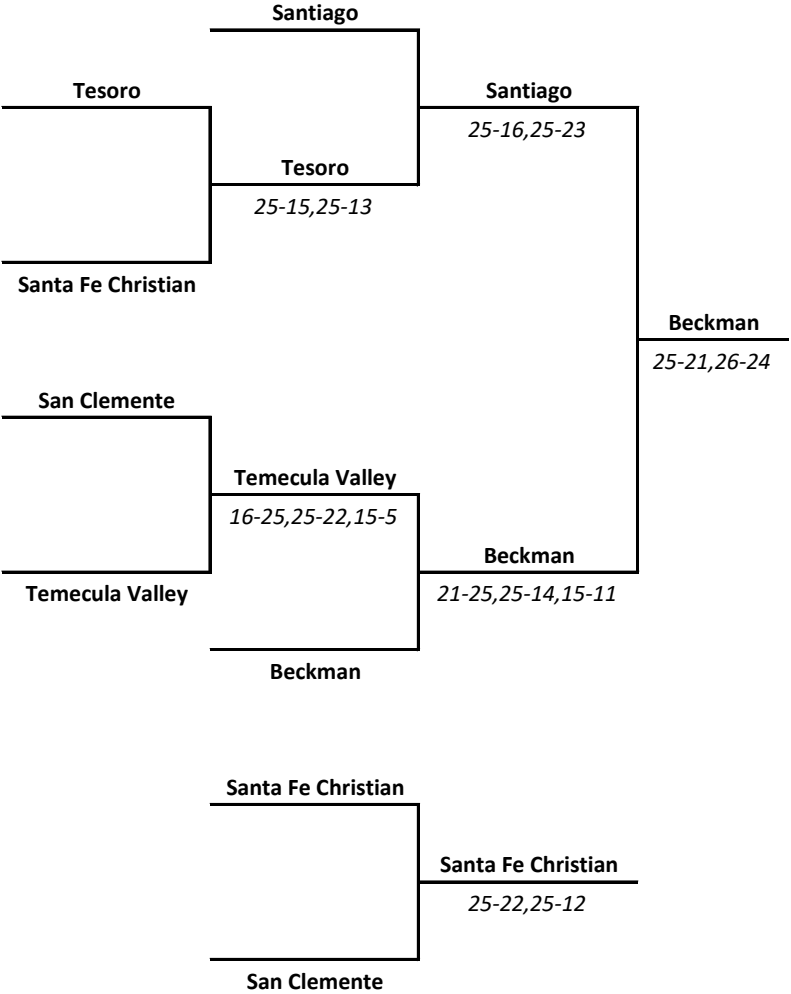 Santiago
Tesoro
Santiago
25-16,25-23
Tesoro
25-15,25-13
Santa Fe Christian
Beckman
25-21,26-24
San Clemente
Temecula Valley
16-25,25-22,15-5
Beckman
Temecula Valley
21-25,25-14,15-11
Beckman
Santa Fe Christian
Santa Fe Christian
25-22,25-12
San Clemente